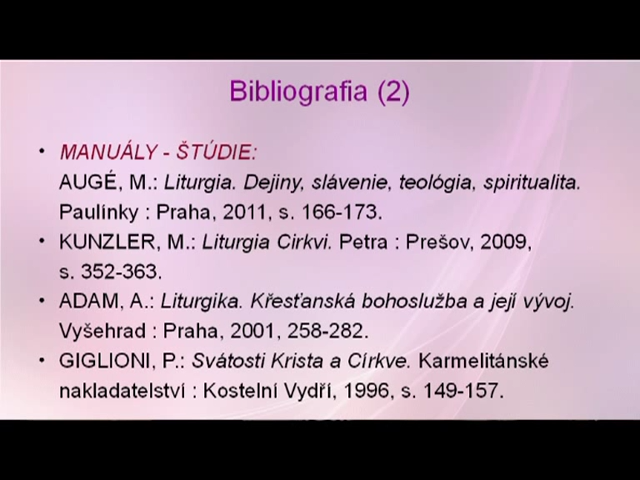 Bibliografia (2)
• MANUÁLY - ŠTÚDIE:
AUGÉ, M.: Liturgia. Dejiny, slávenie, teológia, spiritualita.
Paulínky : Praha, 2011, s. 166-173.
• KUNZLER, M.: Liturgia Cirkvi. Petra : Prešov, 2009,
s. 352-363.
• ADAM, A.: Liturgika. Křesťanská bohoslužba a její vývoj.
Vyšehrad : Praha, 2001, 258-282.
• GIGLIONI, P.: Svátosti Krista a Církve. Karmelitánské
nakladatelství : Kostelní Vydří, 1996, s. 149-157.